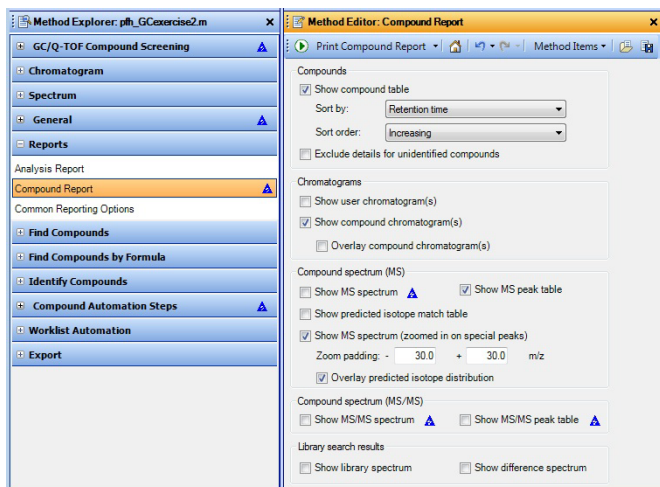 Method Explorer: pfh_GCexercise2.m
GC/Q-TOF Compound Screening
Chromatogram
Spectrum
General
Reports
Analysis Report
Compound Report
Common Reporting Options
Find Compounds
Find Compounds by Formula
Identify Compounds
Compound Automation Steps
Worklist Automation
Export
Method Editor: Compound Report
Print Compound Report Method Items
Compounds
Show compound table
Sort by: Retention time
Sort order: Increasing
Exclude details for unidentified compounds
Chromatograms
Show user chromatogram(s)
Show compound chromatogram(s)
Overlay compound chromatogram(s)
Compound spectrum (MS)
Show MS spectrum Show MS peak table
Show predicted isotope match table
Show MS spectrum (zoomed in on special peaks)
Zoom padding: - 30.0 + 30.0 m/z
Overlay predicted isotope distribution
Compound spectrum (MS/MS)
Show MS/MS spectrum Show MS/MS peak table
Library search results
Show library spectrum Show difference spectrum